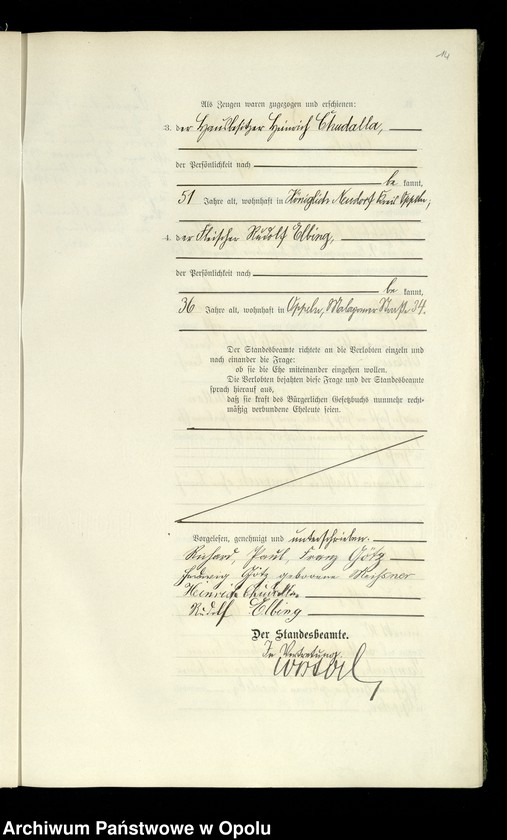 14
Als Zeugen waren zugezogen und erschienen:
3. der Hausbesitzer Heinrich Chudalla,
der Persönlichkeit nach
be kannt,
51 Jahre alt, wohnhaft in Königlich Neudorf Kreis Oppeln;
4. der Fleischer Rudolf Elbing,
der Persönlichkeit nach
be kannt,
36 Jahre alt, wohnhaft in Oppeln, Malapaner Straße 34.
Der Standesbeamte richtete an die Verlobten einzeln und
nach einander die Frage:
ob sie die Ehe miteinander eingehen wollen.
Die Verlobten bejahten diese Frage und der Standesbeamte
sprach hierauf aus,
daß sie kraft des Bürgerlichen Gesetzbuchs nunmehr recht-
mäßig verbundene Eheleute seien.
Vorgelesen, genehmigt und unterschrieben.
Richard, Paul, Franz Götz
Hedwig Götz geborene Meißner
Heinrich Chudalla
Rudolf Elbing
Der Standesbeamte.
In Vertretung.
Archiwum Państwowe w Opolu